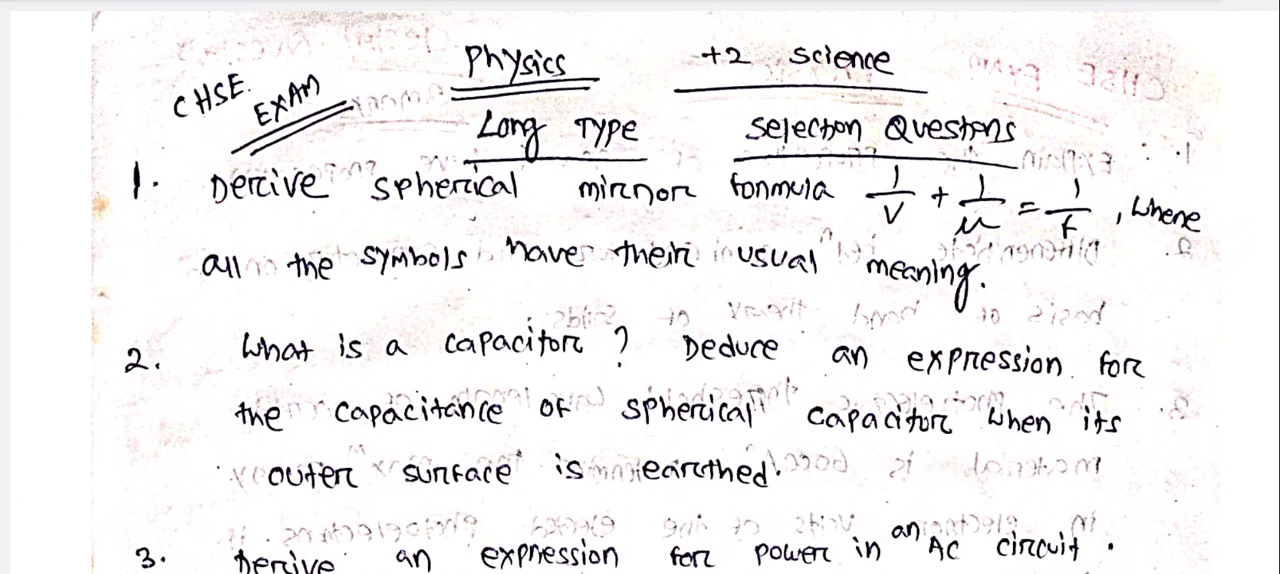 Physics +2 science
CHSE. EXAM
Long TYPE Selection Questions
1. Derive spherical mirror formula 1/v + 1/u = 1/f , where
all the symbols have their usual meaning.
2. What is a capacitor ? Deduce an expression for
the capacitance of spherical capacitor when its
outer surface is earthed.
3. Derive an expression for power in an AC circuit .